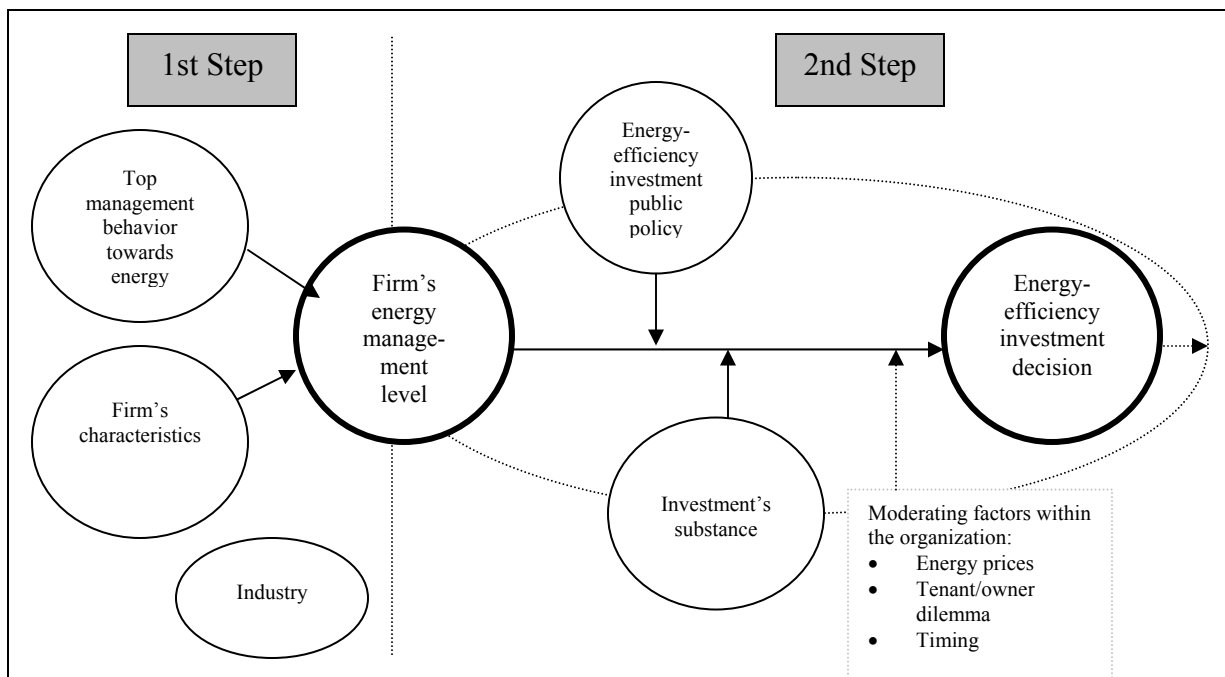 1st Step
2nd Step
Top
management
behavior
towards
energy
Firm's
characteristics
Industry
Firm's
energy
manage-
ment
level
Energy-
efficiency
investment
public
policy
Investment's
substance
Energy-
efficiency
investment
decision
Moderating factors within
the organization:
• Energy prices
• Tenant/owner
dilemma
• Timing